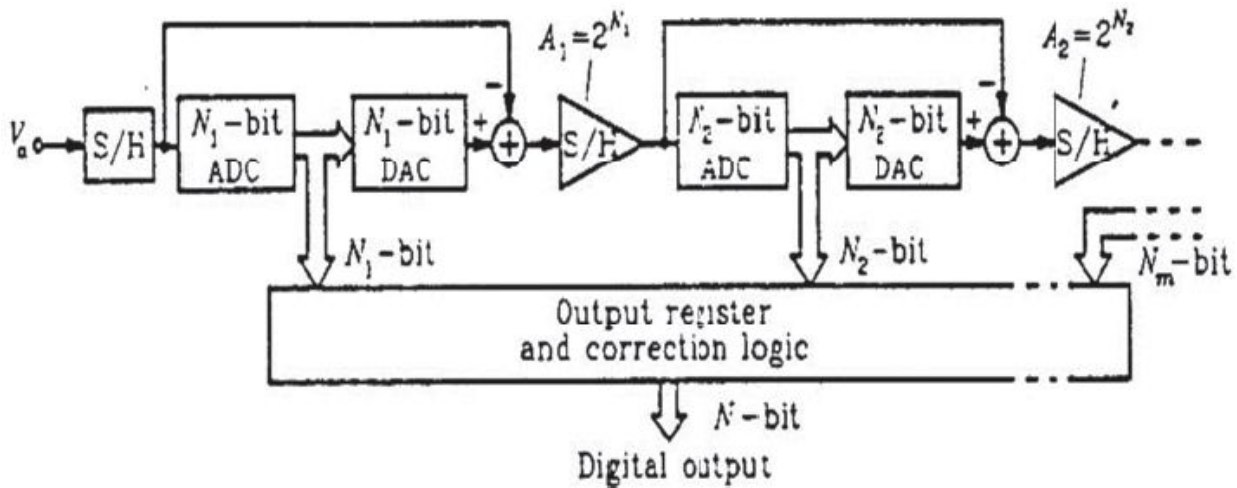 A₁=2^N₁
A₂=2^N₂
Vₐ
S/H
N₁-bit
ADC
N₁-bit
DAC
+
-
+
S/H
N₂-bit
ADC
N₂-bit
DAC
+
-
+
S/H
N₁-bit
N₂-bit
Nₘ-bit
Output register
and correction logic
N-bit
Digital output